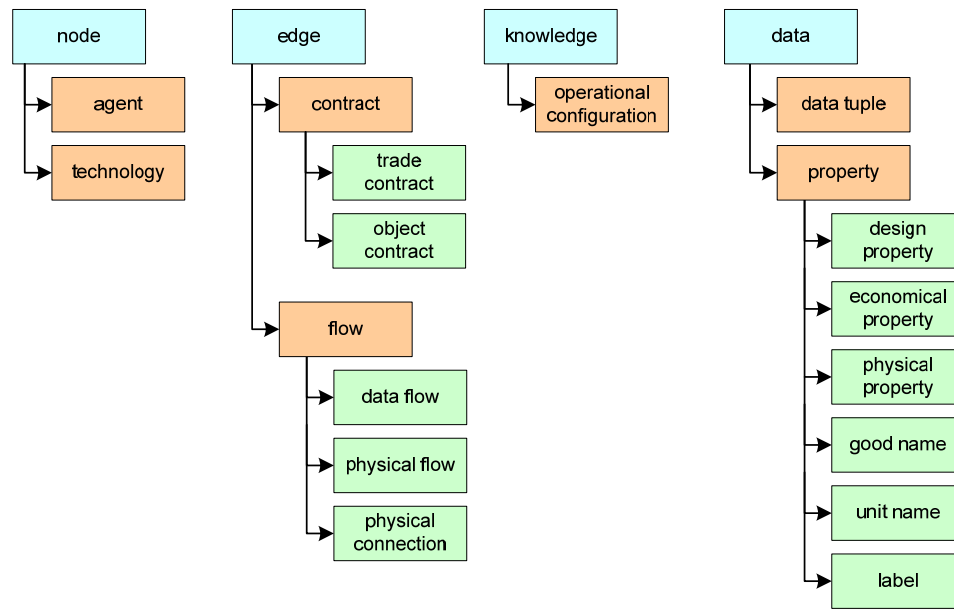 node
agent
technology
edge
contract
trade
contract
object
contract
flow
data flow
physical flow
physical
connection
knowledge
operational
configuration
data
data tuple
property
design
property
economical
property
physical
property
good name
unit name
label